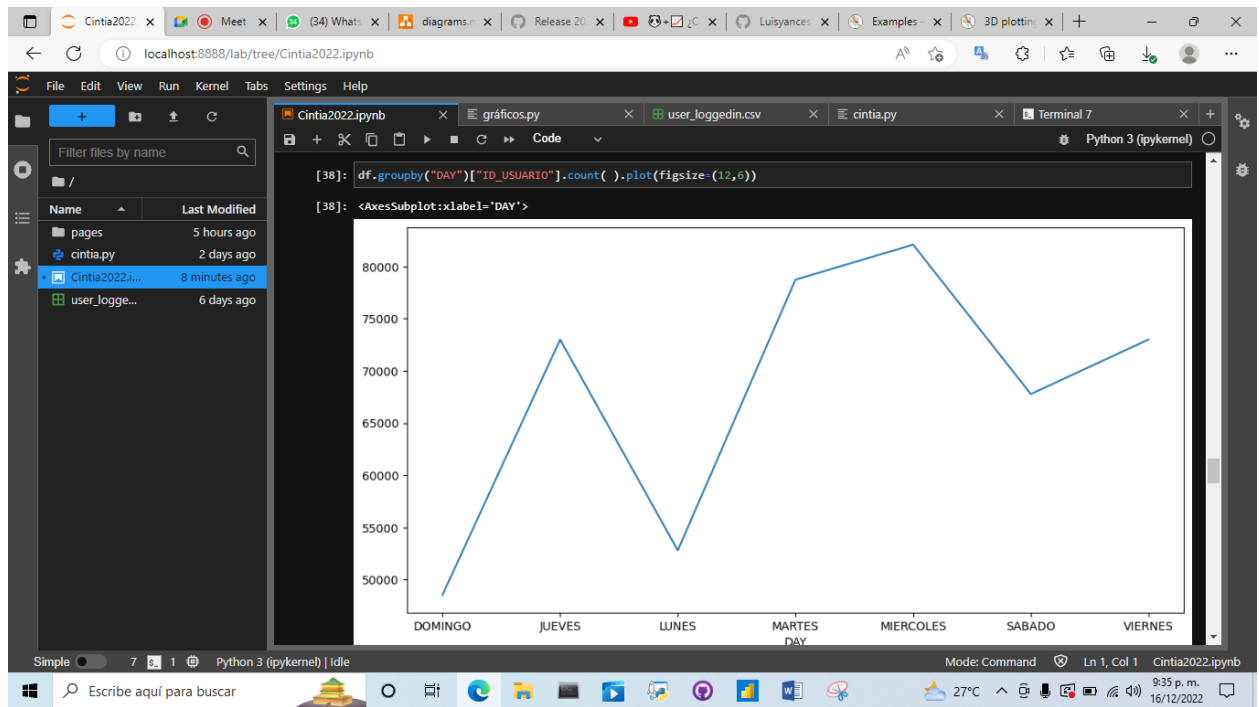 Cintia2022
Meet
(34) Whats
diagrams.n
Release 20
¿C
Luisyances
Examples –
3D plotting
localhost:8888/lab/tree/Cintia2022.ipynb
File Edit View Run Kernel Tabs Settings Help
Cintia2022.ipynb
gráficos.py
user_loggedin.csv
cintia.py
Terminal 7
Code
Python 3 (ipykernel)
Filter files by name
/
Name
Last Modified
pages 5 hours ago
cintia.py 2 days ago
Cintia2022.i... 8 minutes ago
user_logge... 6 days ago
[38]: df.groupby("DAY")["ID_USUARIO"].count( ).plot(figsize=(12,6))
[38]: <AxesSubplot:xlabel='DAY'>
80000
75000
70000
65000
60000
55000
50000
DOMINGO JUEVES LUNES MARTES MIERCOLES SABADO VIERNES
DAY
Simple 7 1 Python 3 (ipykernel) | Idle
Mode: Command Ln 1, Col 1 Cintia2022.ipynb
Escribe aquí para buscar
27°C
9:35 p. m.
16/12/2022